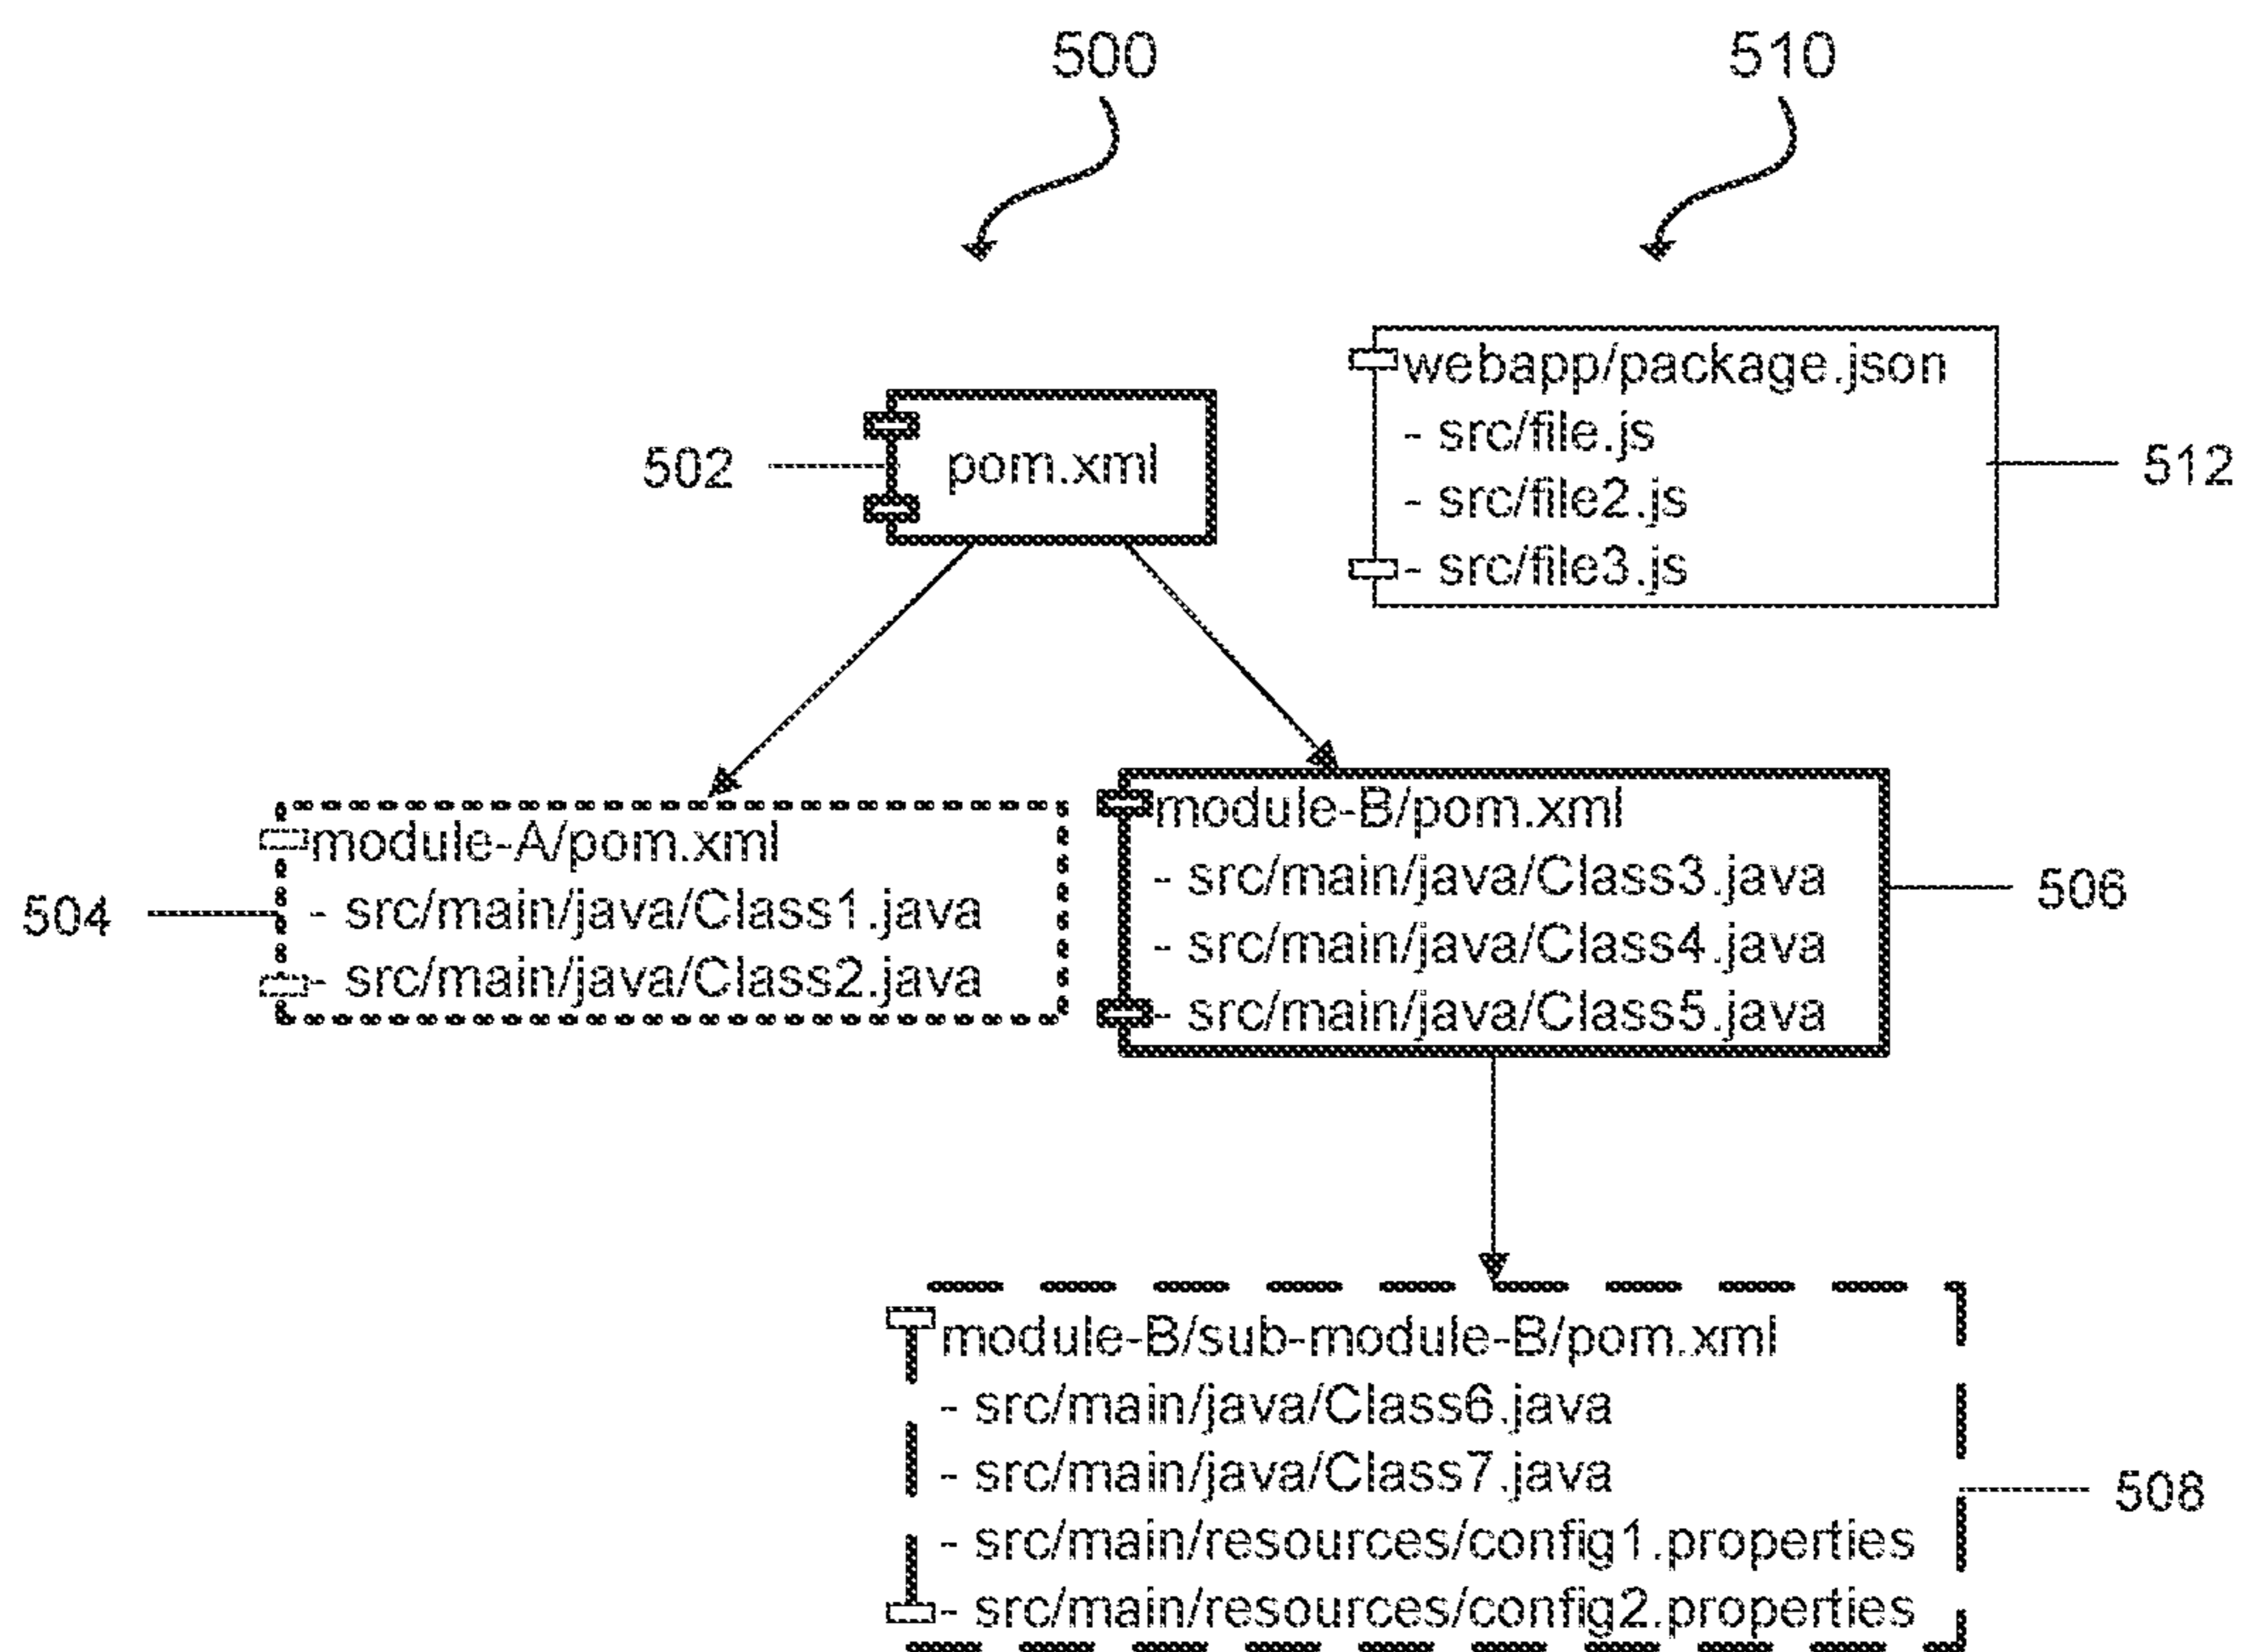 500
510
502
pom.xml
webapp/package.json
- src/file.js
- src/file2.js
- src/file3.js
512
504
module-A/pom.xml
- src/main/java/Class1.java
- src/main/java/Class2.java
module-B/pom.xml
- src/main/java/Class3.java
- src/main/java/Class4.java
- src/main/java/Class5.java
506
module-B/sub-module-B/pom.xml
- src/main/java/Class6.java
- src/main/java/Class7.java
- src/main/resources/config1.properties
- src/main/resources/config2.properties
508